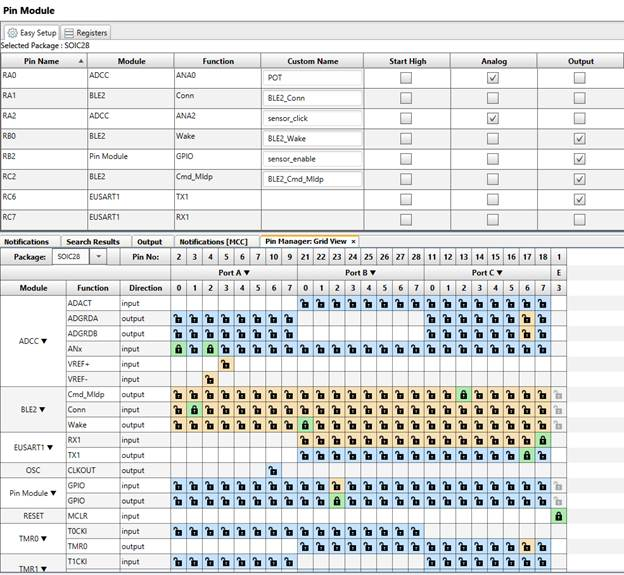 Pin Module
Easy Setup Registers
Selected Package : SOIC28
Pin Name Module Function Custom Name Start High Analog Output
RA0 ADCC ANA0 POT
RA1 BLE2 Conn BLE2_Conn
RA2 ADCC ANA2 sensor_click
RB0 BLE2 Wake BLE2_Wake
RB2 Pin Module GPIO sensor_enable
RC2 BLE2 Cmd_Mldp BLE2_Cmd_Mldp
RC6 EUSART1 TX1
RC7 EUSART1 RX1
Notifications Search Results Output Notifications [MCC] Pin Manager: Grid View ×
Package: SOIC28 Pin No: 2 3 4 5 6 7 10 9 21 22 23 24 25 26 27 28 11 12 13 14 15 16 17 18 1
Port A ▼ Port B ▼ Port C ▼ E
Module Function Direction 0 1 2 3 4 5 6 7 0 1 2 3 4 5 6 7 0 1 2 3 4 5 6 7 3
ADCC ▼
ADACT input
ADGRDA output
ADGRDB output
ANx input
VREF+ input
VREF- input
BLE2 ▼
Cmd_Mldp output
Conn input
Wake output
EUSART1 ▼
RX1 input
TX1 output
OSC CLKOUT output
Pin Module ▼
GPIO input
GPIO output
RESET MCLR input
TMR0 ▼
T0CKI input
TMR0 output
TMR1 ▼
T1CKI input